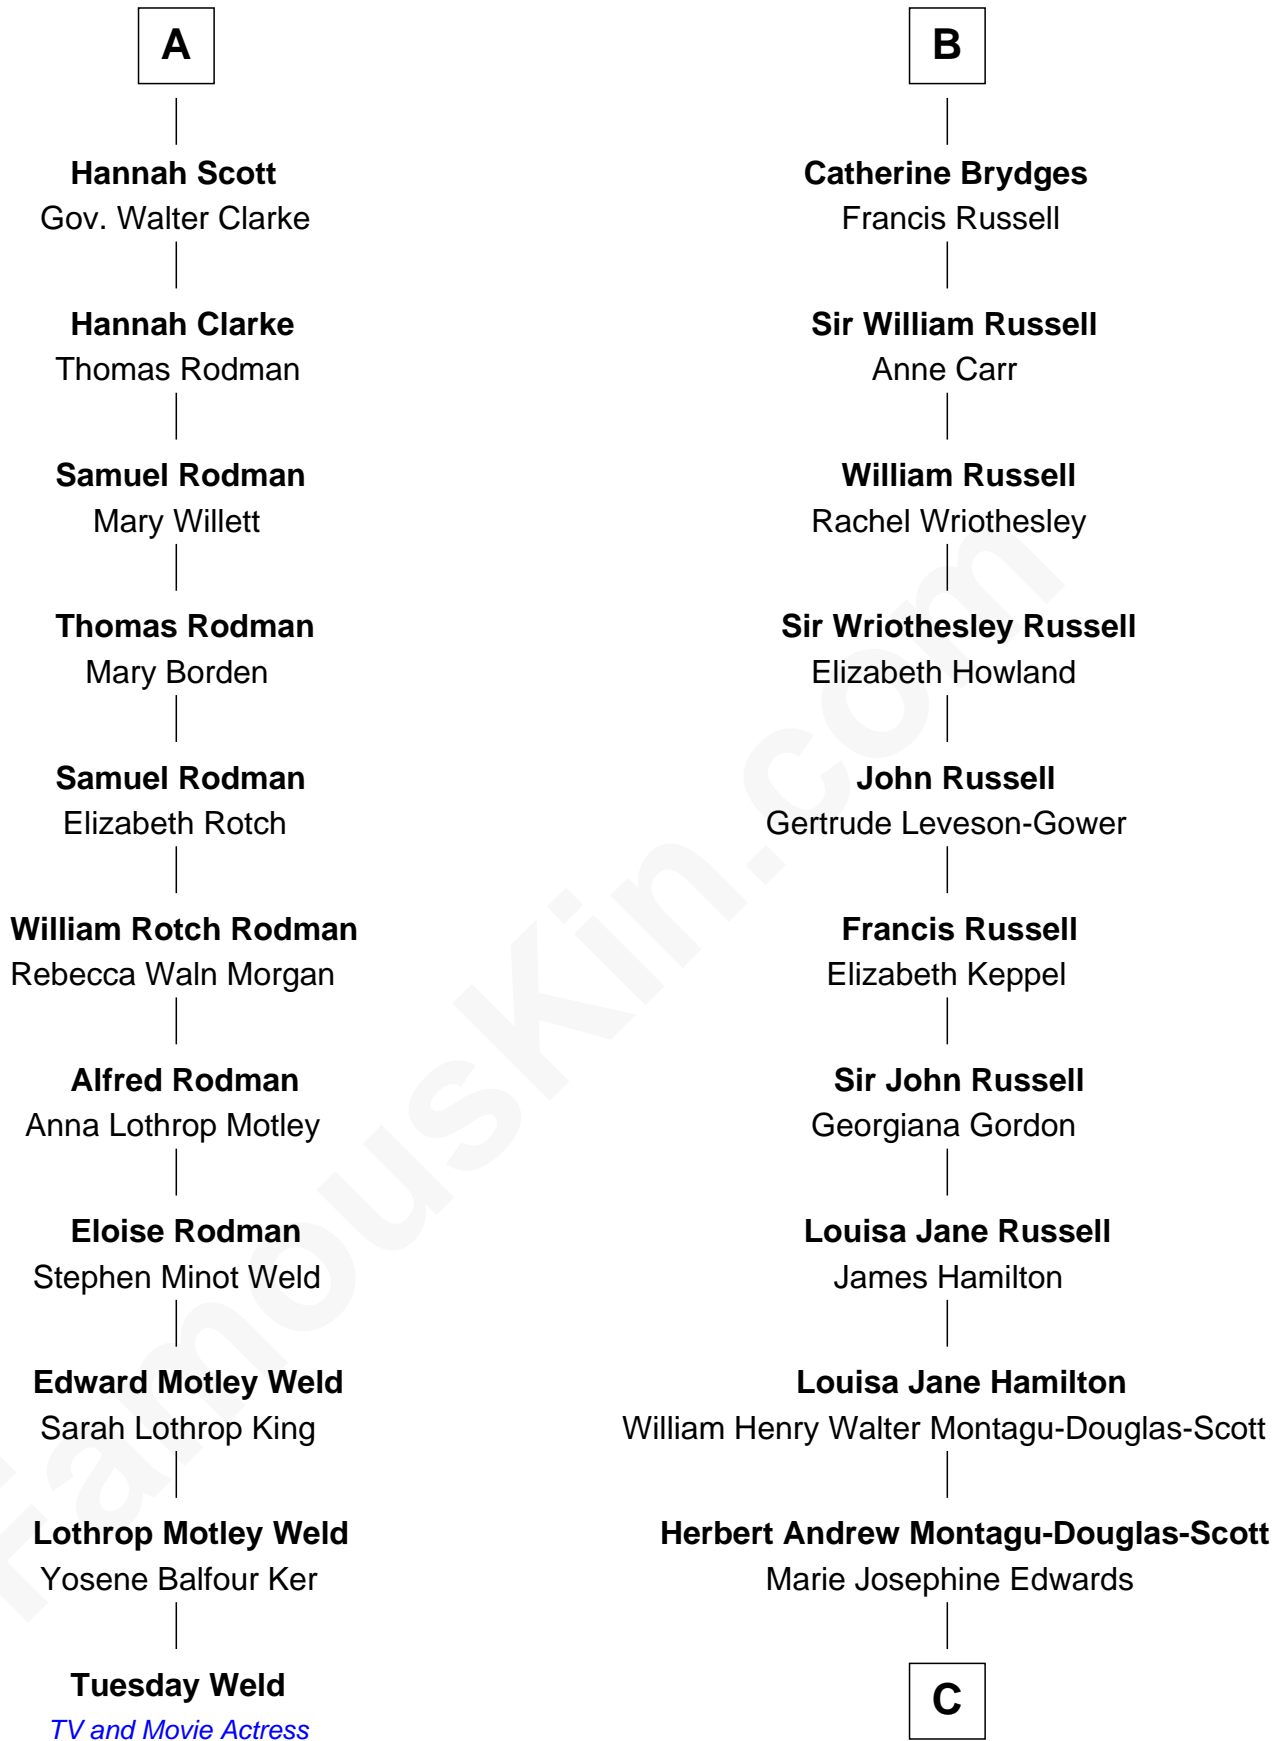 A
Hannah Scott
Gov. Walter Clarke
Hannah Clarke
Thomas Rodman
Samuel Rodman
Mary Willett
Thomas Rodman
Mary Borden
Samuel Rodman
Elizabeth Rotch
William Rotch Rodman
Rebecca Waln Morgan
Alfred Rodman
Anna Lothrop Motley
Eloise Rodman
Stephen Minot Weld
Edward Motley Weld
Sarah Lothrop King
Lothrop Motley Weld
Yosene Balfour Ker
Tuesday Weld
TV and Movie Actress
B
Catherine Brydges
Francis Russell
Sir William Russell
Anne Carr
William Russell
Rachel Wriothesley
Sir Wriothesley Russell
Elizabeth Howland
John Russell
Gertrude Leveson-Gower
Francis Russell
Elizabeth Keppel
Sir John Russell
Georgiana Gordon
Louisa Jane Russell
James Hamilton
Louisa Jane Hamilton
William Henry Walter Montagu-Douglas-Scott
Herbert Andrew Montagu-Douglas-Scott
Marie Josephine Edwards
C
FamousKin.com